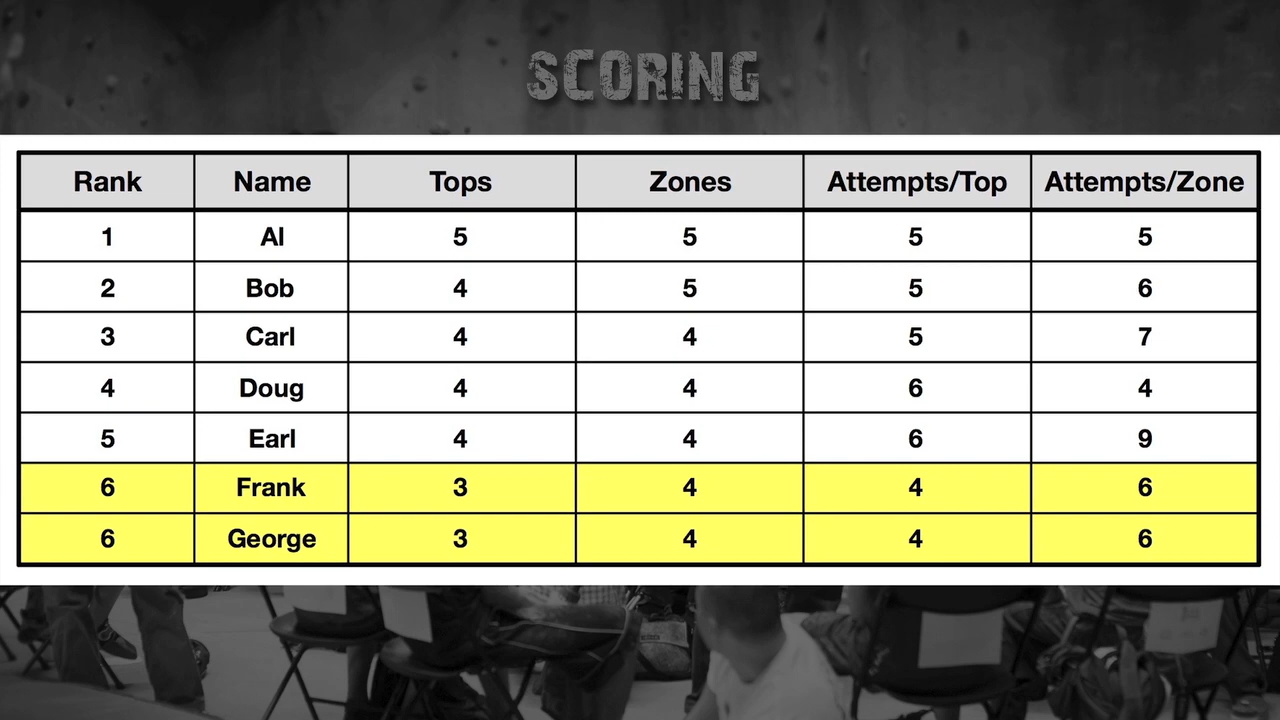 SCORING
Rank Name Tops Zones Attempts/Top Attempts/Zone
1 Al 5 5 5 5
2 Bob 4 5 5 6
3 Carl 4 4 5 7
4 Doug 4 4 6 4
5 Earl 4 4 6 9
6 Frank 3 4 4 6
6 George 3 4 4 6